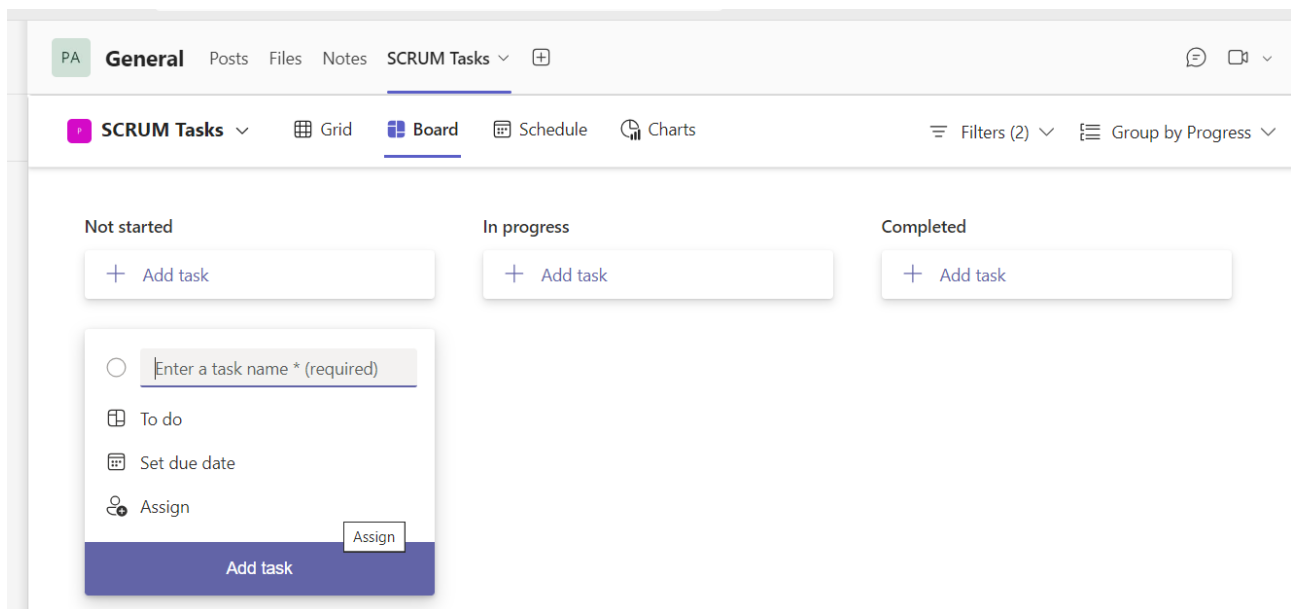 PA General Posts Files Notes SCRUM Tasks
P SCRUM Tasks Grid Board Schedule Charts Filters (2) Group by Progress
Not started In progress Completed
Add task Add task Add task
Enter a task name * (required)
To do
Set due date
Assign
Assign
Add task